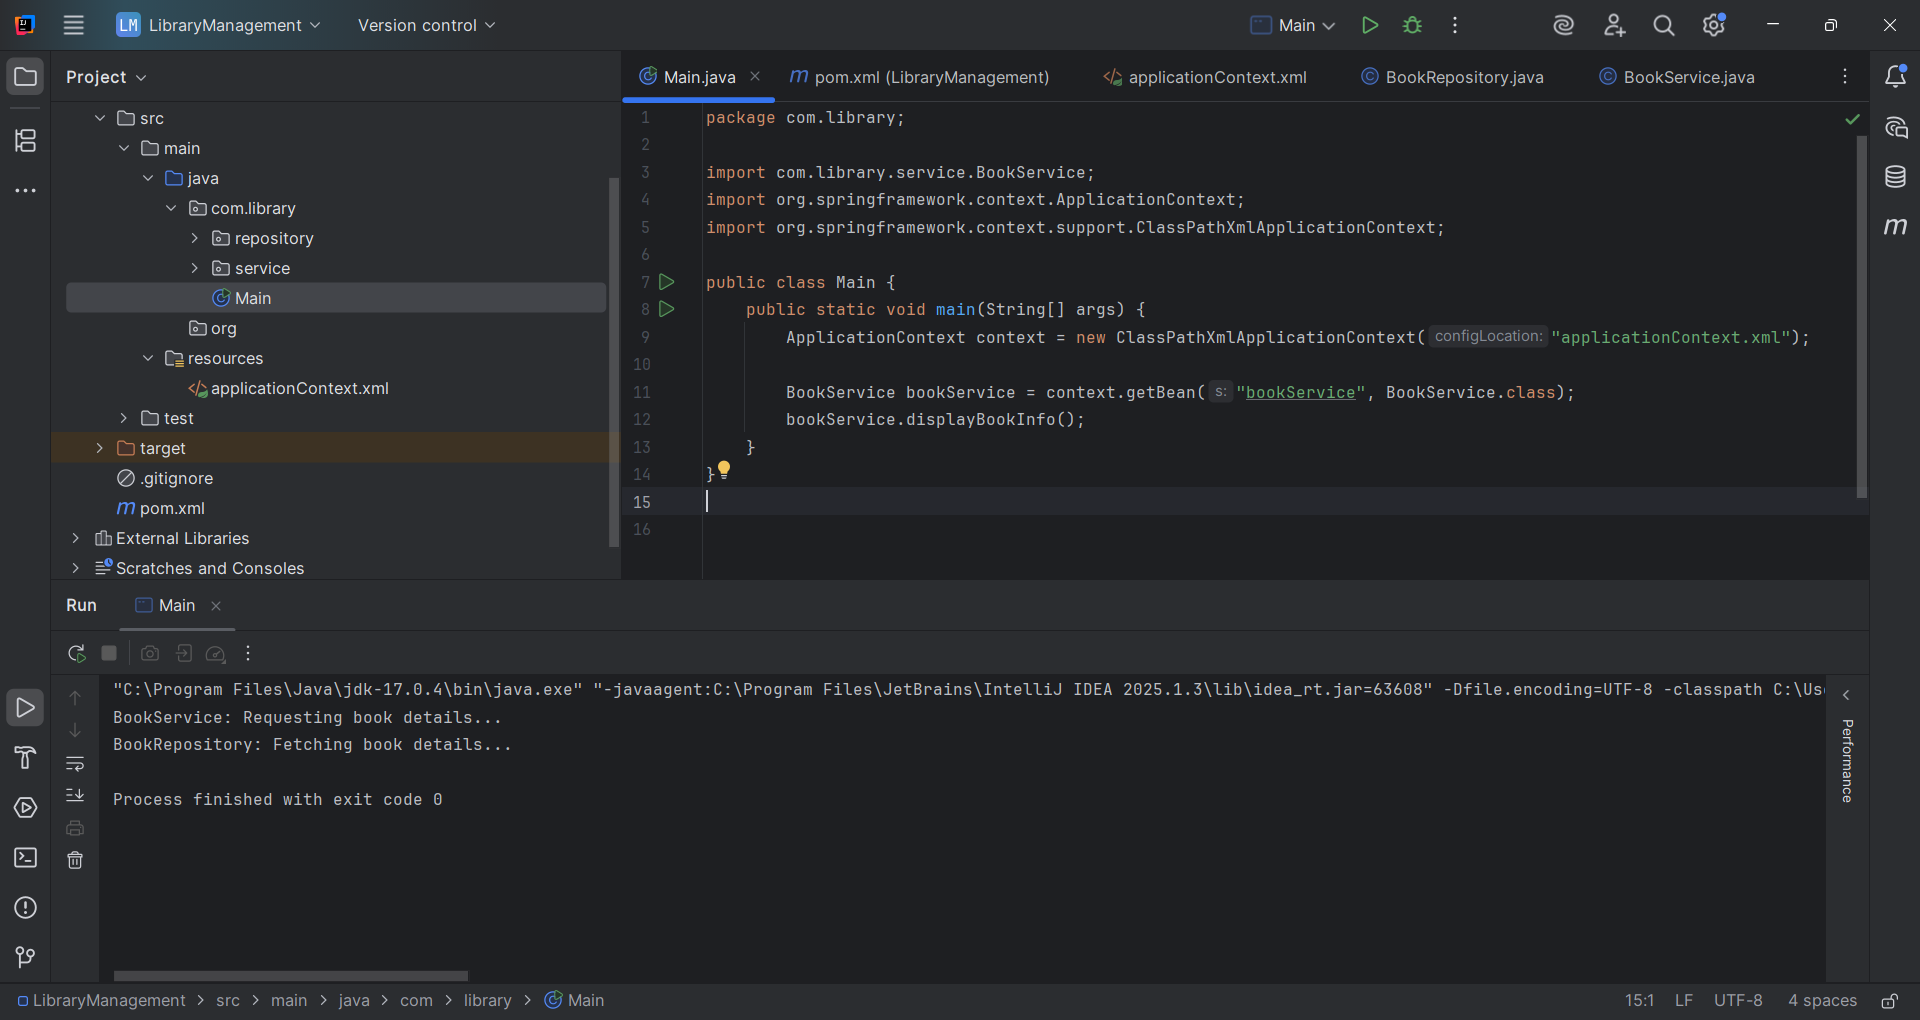 LM LibraryManagement Version control Main
Project
src
main
java
com.library
repository
service
Main
org
resources
applicationContext.xml
test
target
.gitignore
pom.xml
External Libraries
Scratches and Consoles
Main.java pom.xml (LibraryManagement) applicationContext.xml BookRepository.java BookService.java
1 package com.library;
2
3 import com.library.service.BookService;
4 import org.springframework.context.ApplicationContext;
5 import org.springframework.context.support.ClassPathXmlApplicationContext;
6
7 public class Main {
8 public static void main(String[] args) {
9 ApplicationContext context = new ClassPathXmlApplicationContext( configLocation: "applicationContext.xml");
10
11 BookService bookService = context.getBean( s: "bookService", BookService.class);
12 bookService.displayBookInfo();
13 }
14 }
15
16
Run Main
"C:\Program Files\Java\jdk-17.0.4\bin\java.exe" "-javaagent:C:\Program Files\JetBrains\IntelliJ IDEA 2025.1.3\lib\idea_rt.jar=63608" -Dfile.encoding=UTF-8 -classpath C:\Us
BookService: Requesting book details...
BookRepository: Fetching book details...
Process finished with exit code 0
Performance
LibraryManagement > src > main > java > com > library > Main 15:1 LF UTF-8 4 spaces